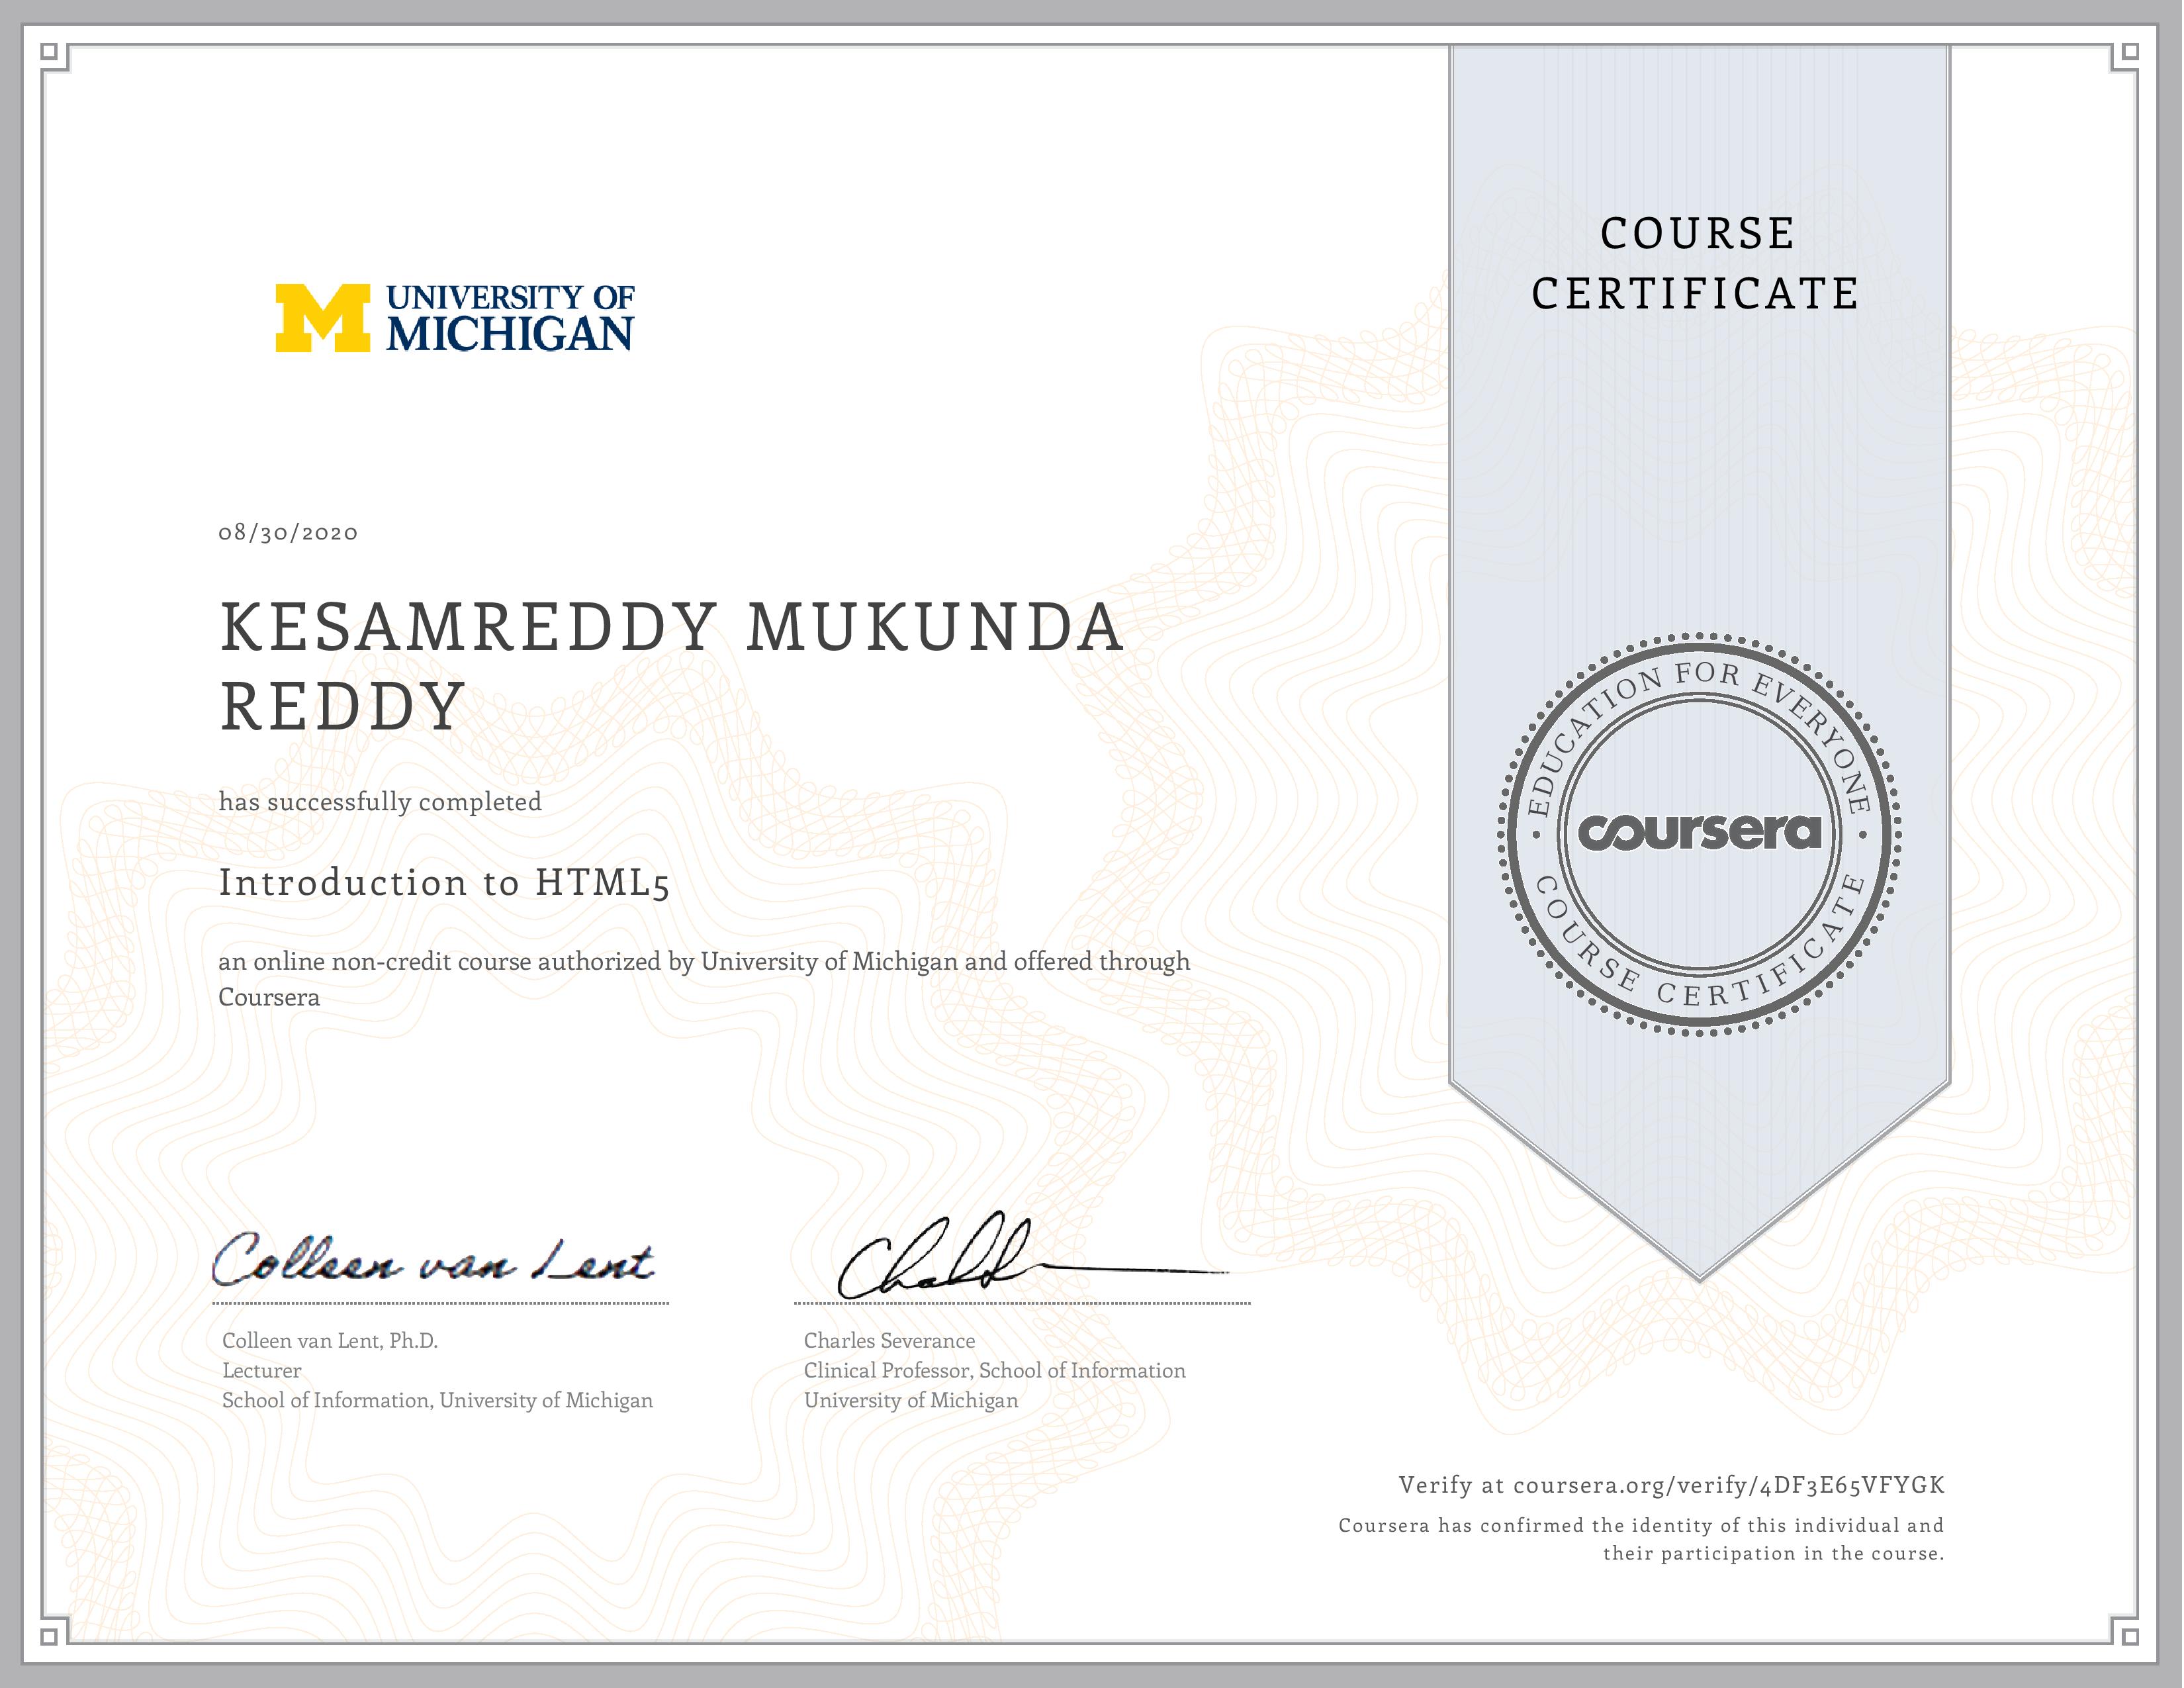 COURSE
CERTIFICATE
UNIVERSITY OF
MICHIGAN
08/30/2020
KESAMREDDY MUKUNDA
REDDY
has successfully completed
Introduction to HTML5
an online non-credit course authorized by University of Michigan and offered through
Coursera
EDUCATION FOR EVERYONE
coursera
COURSE CERTIFICATE
Colleen van Lent
Colleen van Lent, Ph.D.
Lecturer
School of Information, University of Michigan
Charles Severance
Clinical Professor, School of Information
University of Michigan
Verify at coursera.org/verify/4DF3E65VFYGK
Coursera has confirmed the identity of this individual and
their participation in the course.